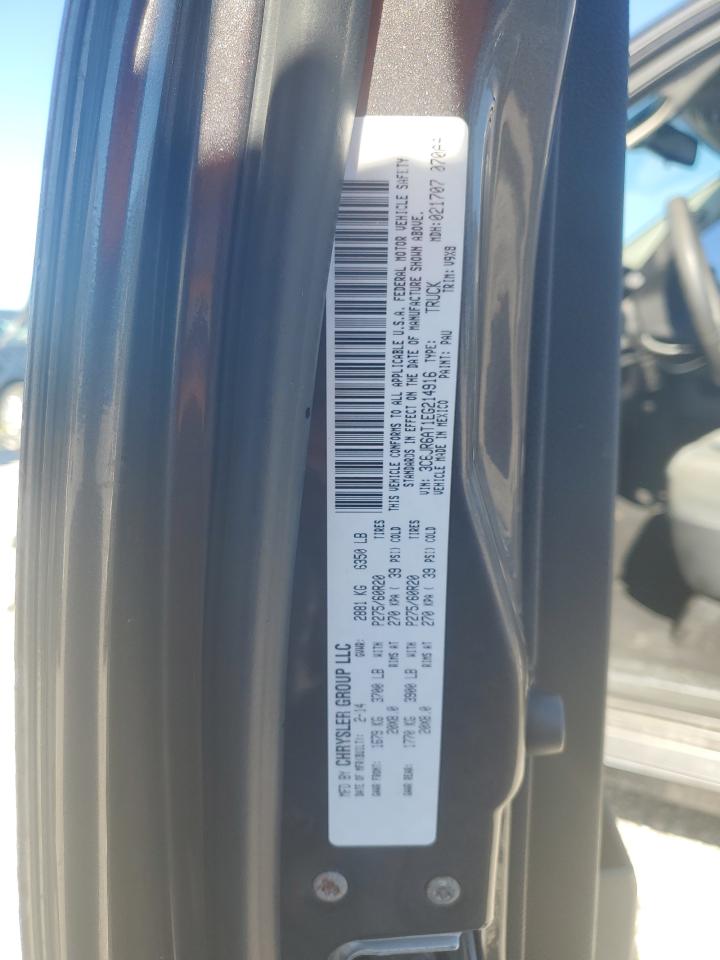 MFD BY CHRYSLER GROUP LLC
DATE OF MFR(BUILT): 2-14 GVWR: 2881 KG 6350 LB
GAWR FRONT: 1679 KG 3700 LB WITH P275/60R20 TIRES
20X8.0 RIMS AT 270 KPA ( 39 PSI) COLD
GAWR REAR: 1770 KG 3900 LB WITH P275/60R20 TIRES
20X8.0 RIMS AT 270 KPA ( 39 PSI) COLD
THIS VEHICLE CONFORMS TO ALL APPLICABLE U.S.A. FEDERAL MOTOR VEHICLE SAFETY
STANDARDS IN EFFECT ON THE DATE OF MANUFACTURE SHOWN ABOVE.
VIN: 3C6JR6AT1EG214916 TYPE: TRUCK MDH:021707 070A4
VEHICLE MADE IN MEXICO PAINT: PAU TRIM: V9X8